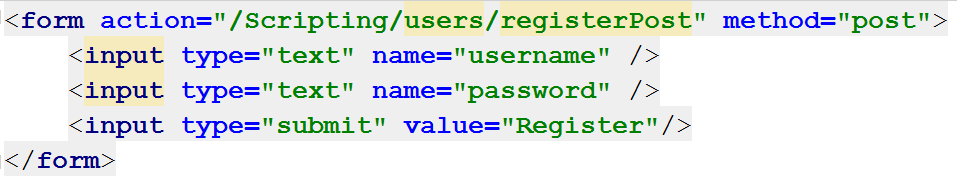 <form action="/Scripting/users/registerPost" method="post">
<input type="text" name="username" />
<input type="text" name="password" />
<input type="submit" value="Register"/>
</form>